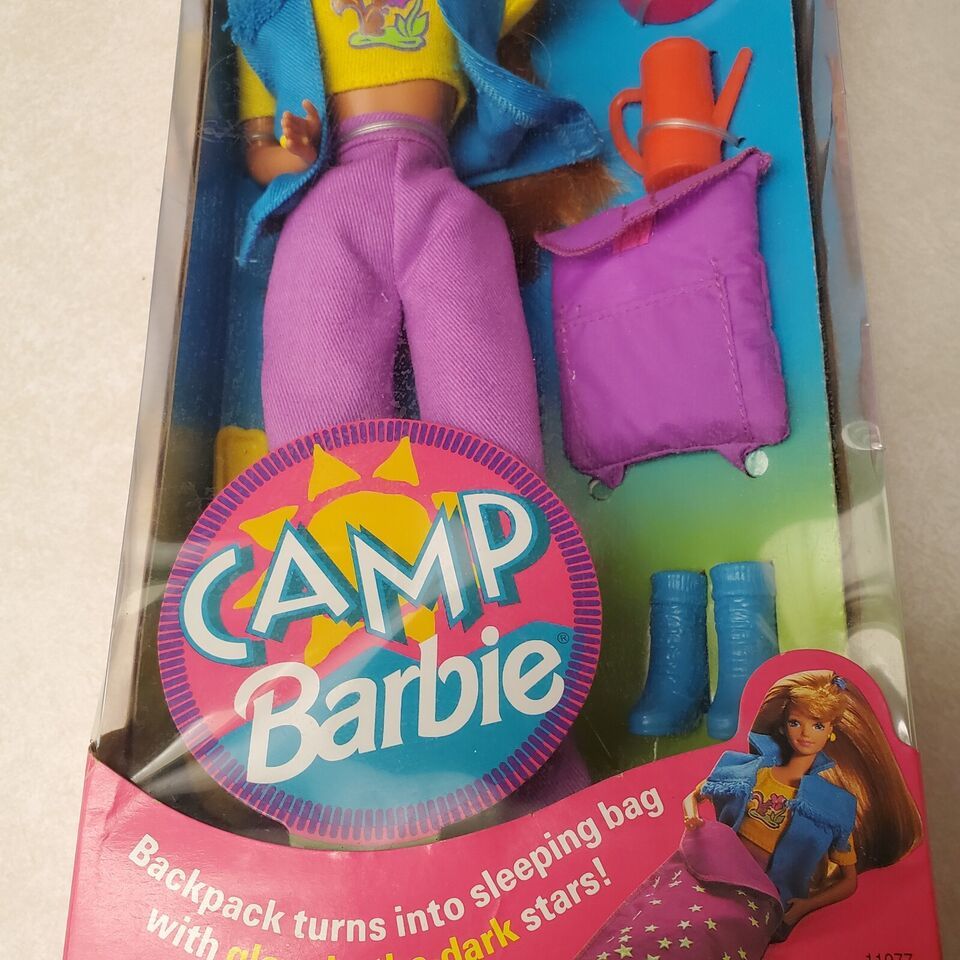 CAMP
Barbie®
Backpack turns into sleeping bag
with glow in the dark stars!